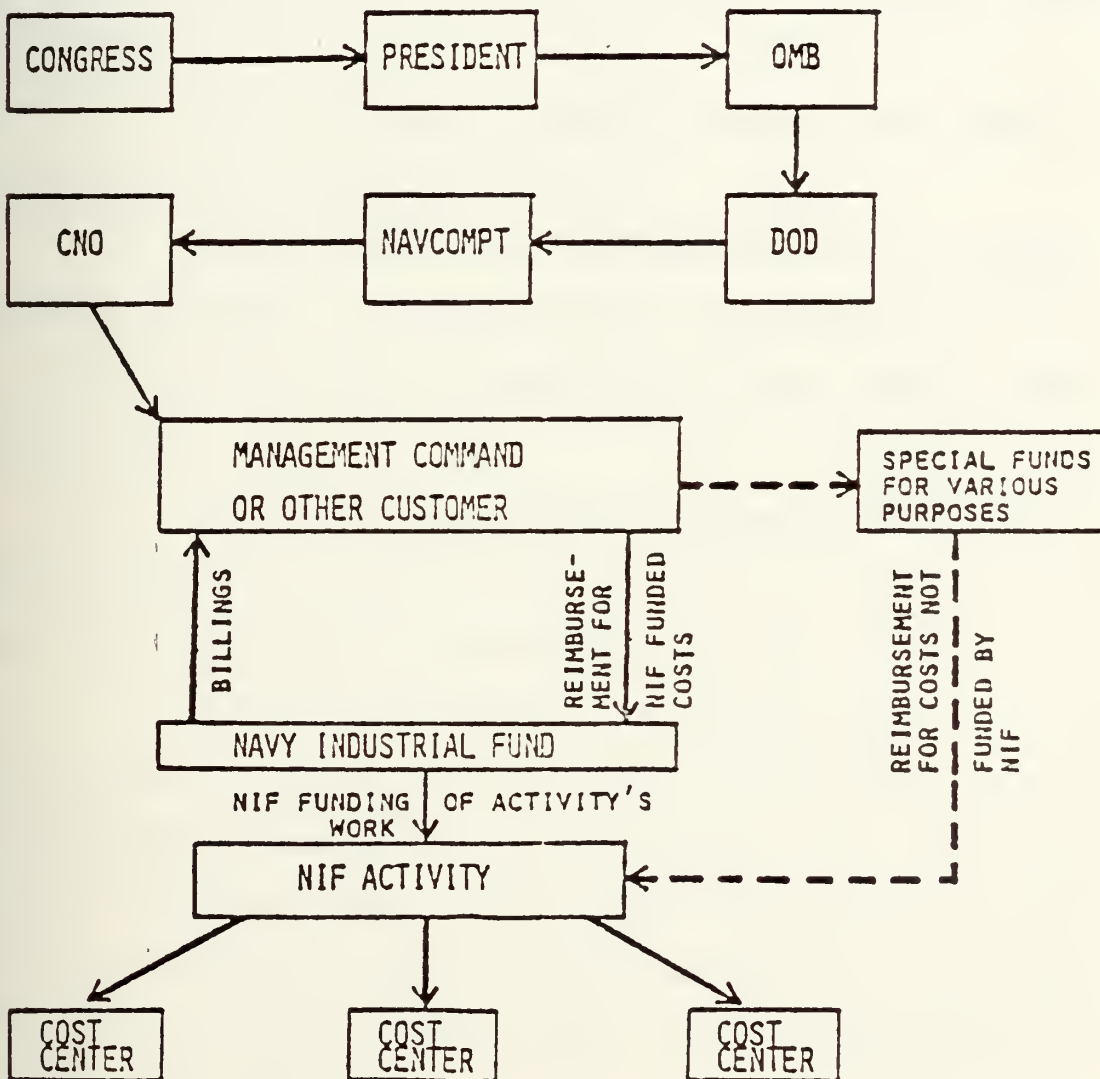 CONGRESS
PRESIDENT
OMB
CNO
NAVCOMPT
DOD
MANAGEMENT COMMAND
OR OTHER CUSTOMER
SPECIAL FUNDS
FOR VARIOUS
PURPOSES
BILLINGS
REIMBURSE-
MENT FOR
NIF FUNDED
COSTS
REIMBURSEMENT
FOR COSTS NOT
FUNDED BY
NIF
NAVY INDUSTRIAL FUND
NIF FUNDING OF ACTIVITY'S
WORK
NIF ACTIVITY
COST
CENTER
COST
CENTER
COST
CENTER